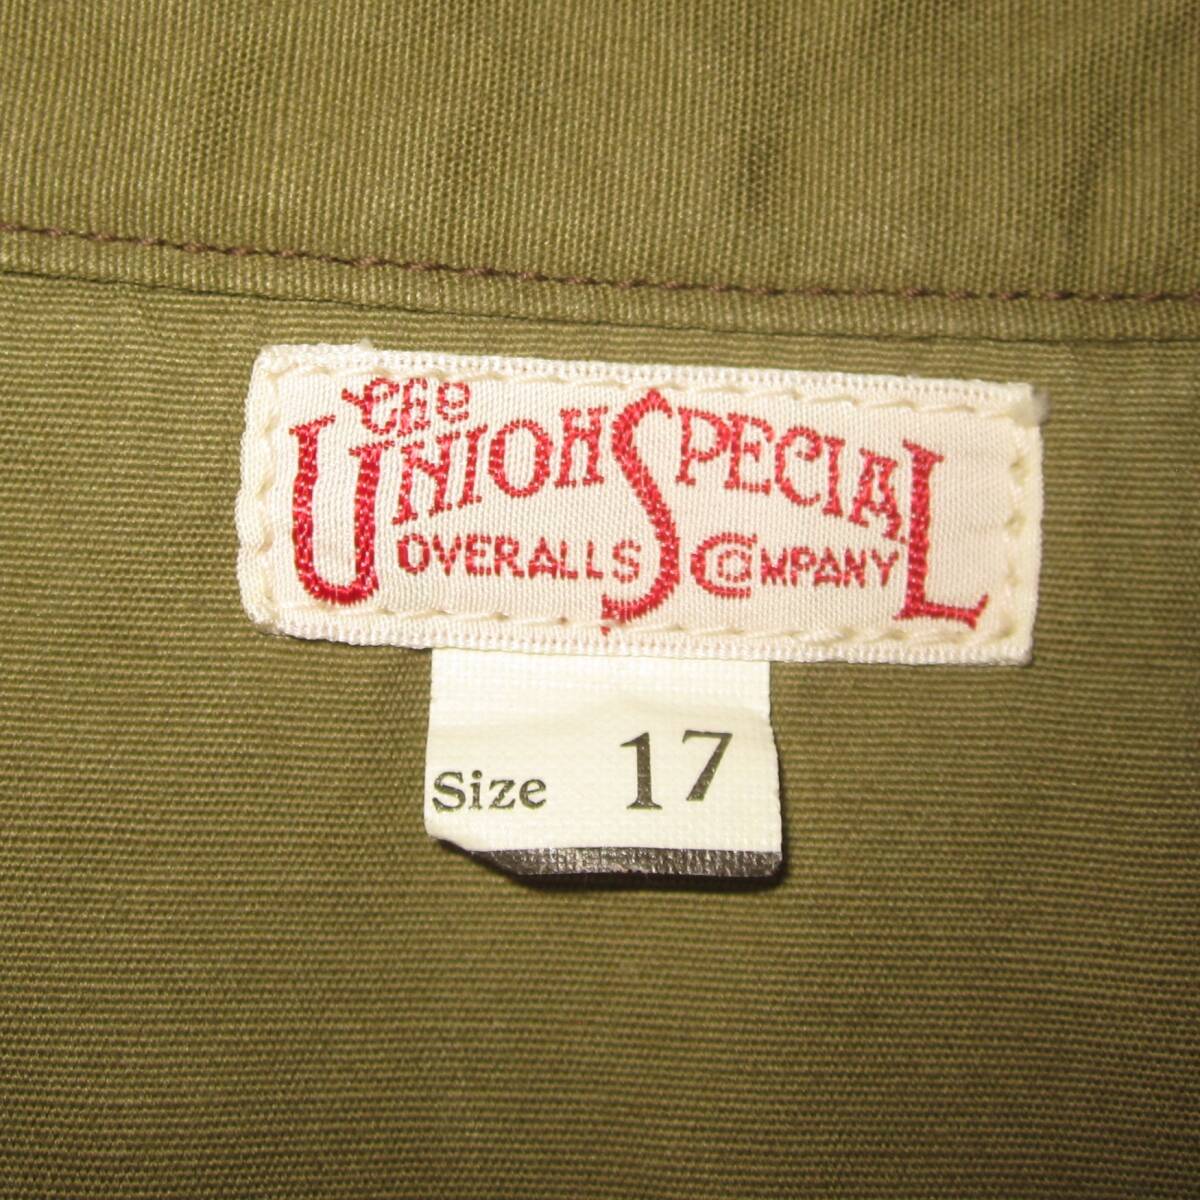 The
UNION SPECIAL
OVERALLS COMPANY
Size 17